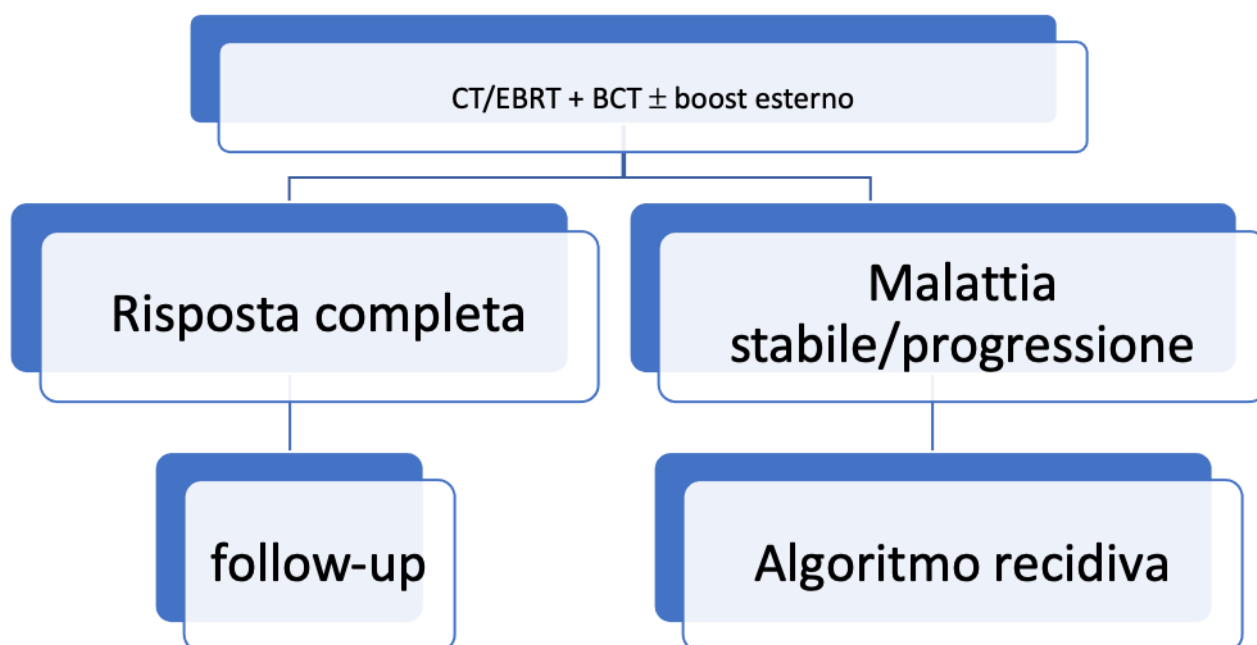 CT/EBRT + BCT ± boost esterno
Risposta completa
Malattia
stabile/progressione
follow-up
Algoritmo recidiva